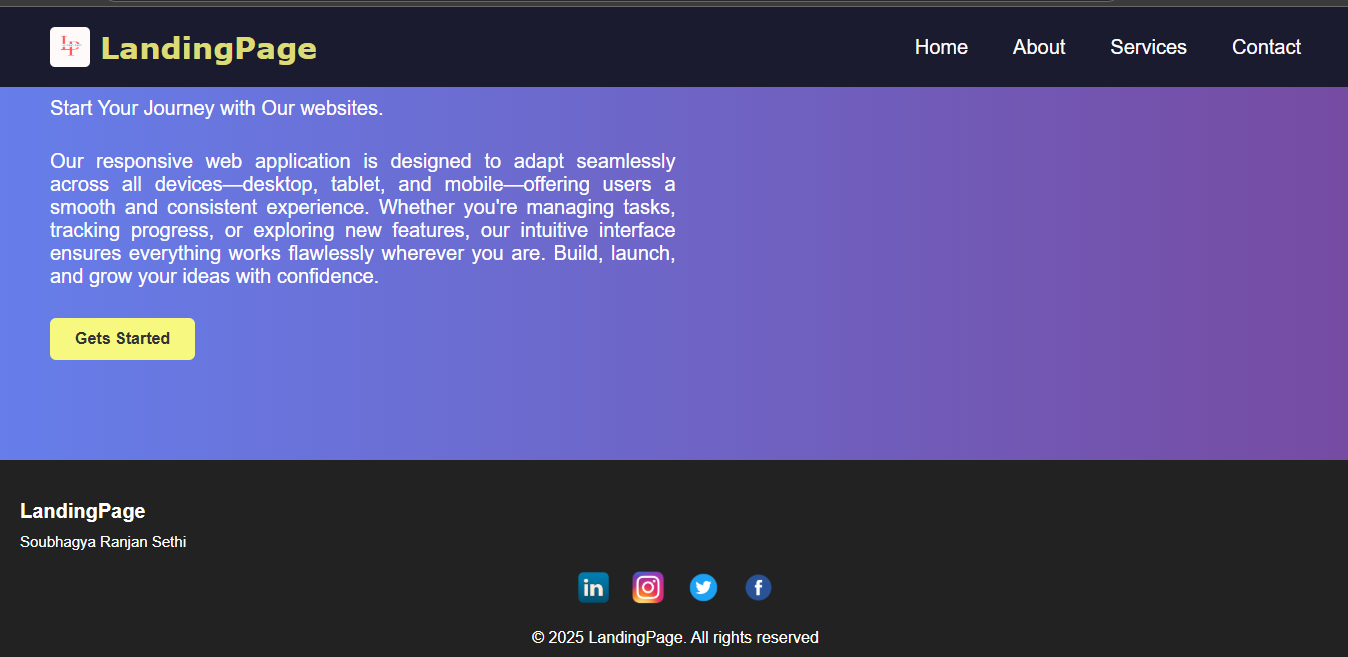 LP LandingPage Home About Services Contact
Start Your Journey with Our websites.
Our responsive web application is designed to adapt seamlessly
across all devices—desktop, tablet, and mobile—offering users a
smooth and consistent experience. Whether you're managing tasks,
tracking progress, or exploring new features, our intuitive interface
ensures everything works flawlessly wherever you are. Build, launch,
and grow your ideas with confidence.
Gets Started
LandingPage
Soubhagya Ranjan Sethi
in f
© 2025 LandingPage. All rights reserved